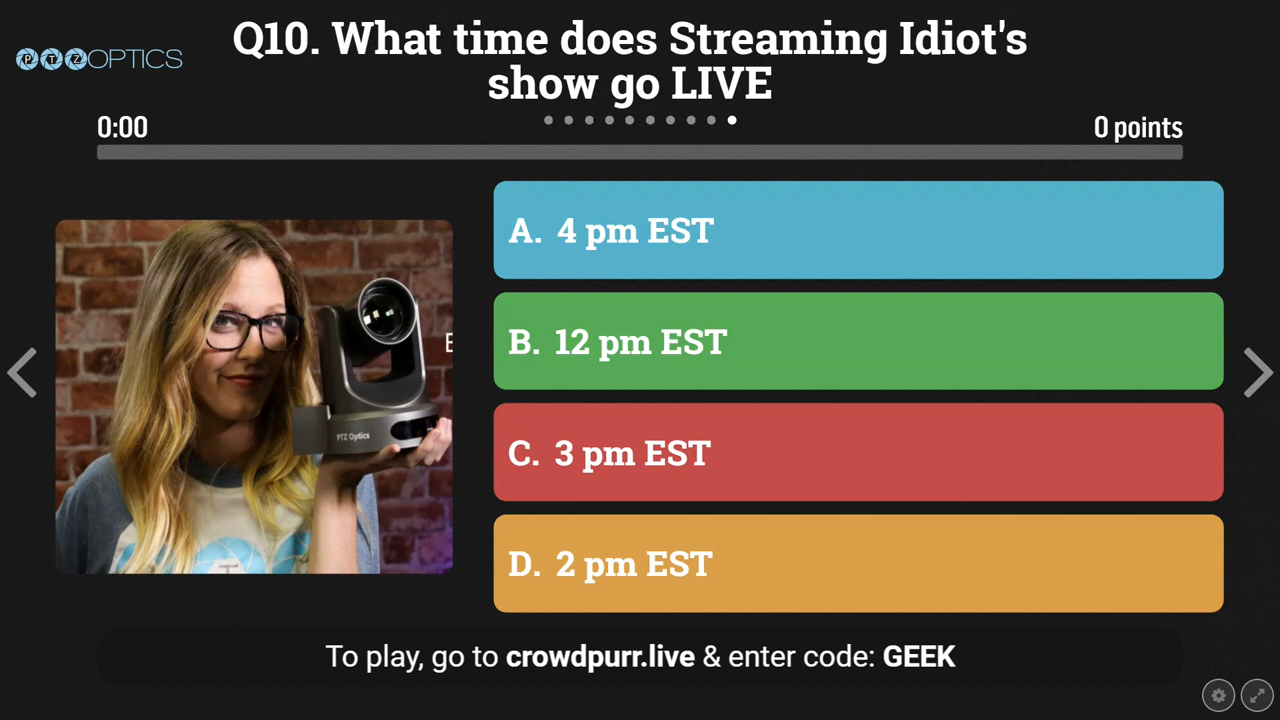 PTZOPTICS
Q10. What time does Streaming Idiot's
show go LIVE
0:00
0 points
A. 4 pm EST
B. 12 pm EST
C. 3 pm EST
D. 2 pm EST
E
PTZ Optics
T
To play, go to crowdpurr.live & enter code: GEEK